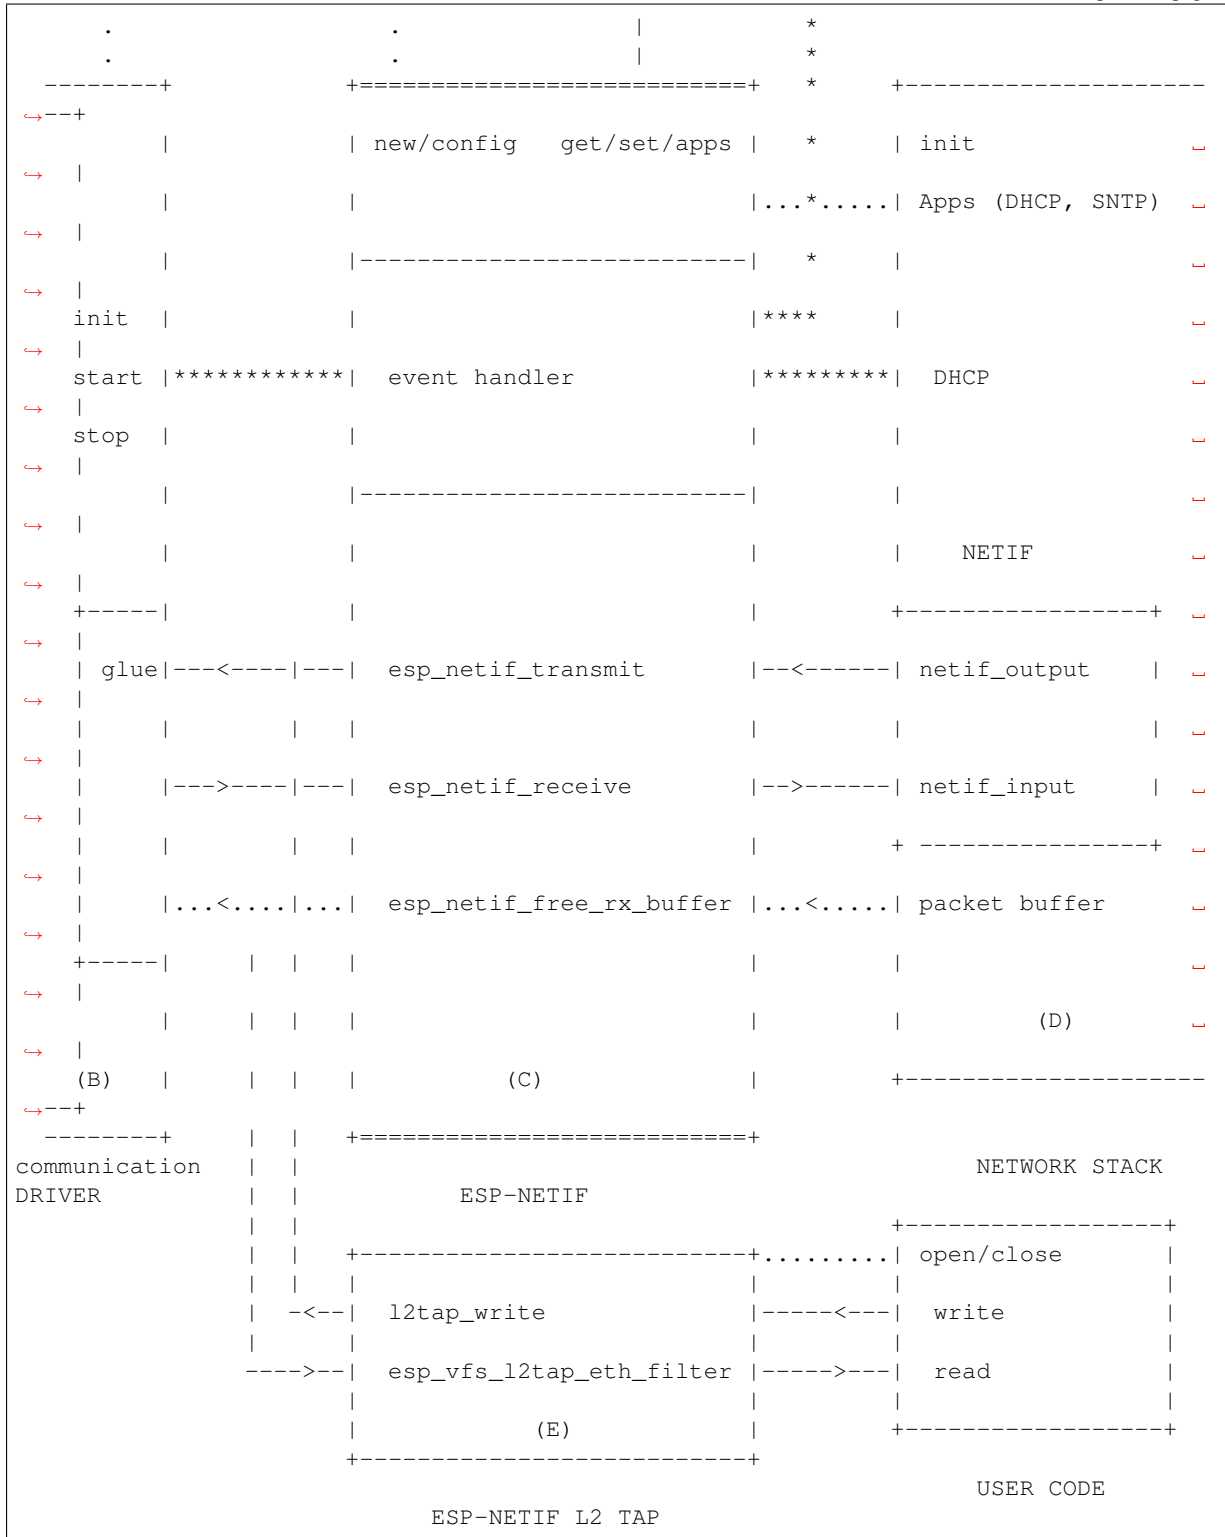 .                   .                |           *
     .                   .                |           *
 --------+            +===========================+   *     +---------------------
↪--+
         |            | new/config   get/set/apps |   *     | init                ␣
↪  |
         |            |                           |...*.....| Apps (DHCP, SNTP)   ␣
↪  |
         |            |---------------------------|   *     |                     ␣
↪  |
   init  |            |                           |****     |                     ␣
↪  |
   start |************|  event handler            |*********|  DHCP               ␣
↪  |
   stop  |            |                           |         |                     ␣
↪  |
         |            |---------------------------|         |                     ␣
↪  |
         |            |                           |         |    NETIF            ␣
↪  |
   +-----|            |                           |         +-----------------+   ␣
↪  |
   | glue|---<----|---|  esp_netif_transmit       |--<------| netif_output    |   ␣
↪  |
   |     |        |   |                           |         |                 |   ␣
↪  |
   |     |--->----|---|  esp_netif_receive        |-->------| netif_input     |   ␣
↪  |
   |     |        |   |                           |         + ----------------+   ␣
↪  |
   |     |...<....|...|  esp_netif_free_rx_buffer |...<.....| packet buffer       ␣
↪  |
   +-----|     |  |   |                           |         |                     ␣
↪  |
         |     |  |   |                           |         |         (D)         ␣
↪  |
   (B)   |     |  |   |          (C)              |         +---------------------
↪--+
 --------+     |  |   +===========================+
communication  |  |                                               NETWORK STACK
DRIVER         |  |           ESP-NETIF
               |  |                                         +------------------+
               |  |   +---------------------------+.........| open/close       |
               |  |   |                           |         |                  |
               |  -<--|  l2tap_write              |-----<---|  write           |
               |      |                           |         |                  |
               ---->--|  esp_vfs_l2tap_eth_filter |----->---|  read            |
                      |                           |         |                  |
                      |            (E)            |         +------------------+
                      +---------------------------+
                                                                  USER CODE
                            ESP-NETIF L2 TAP